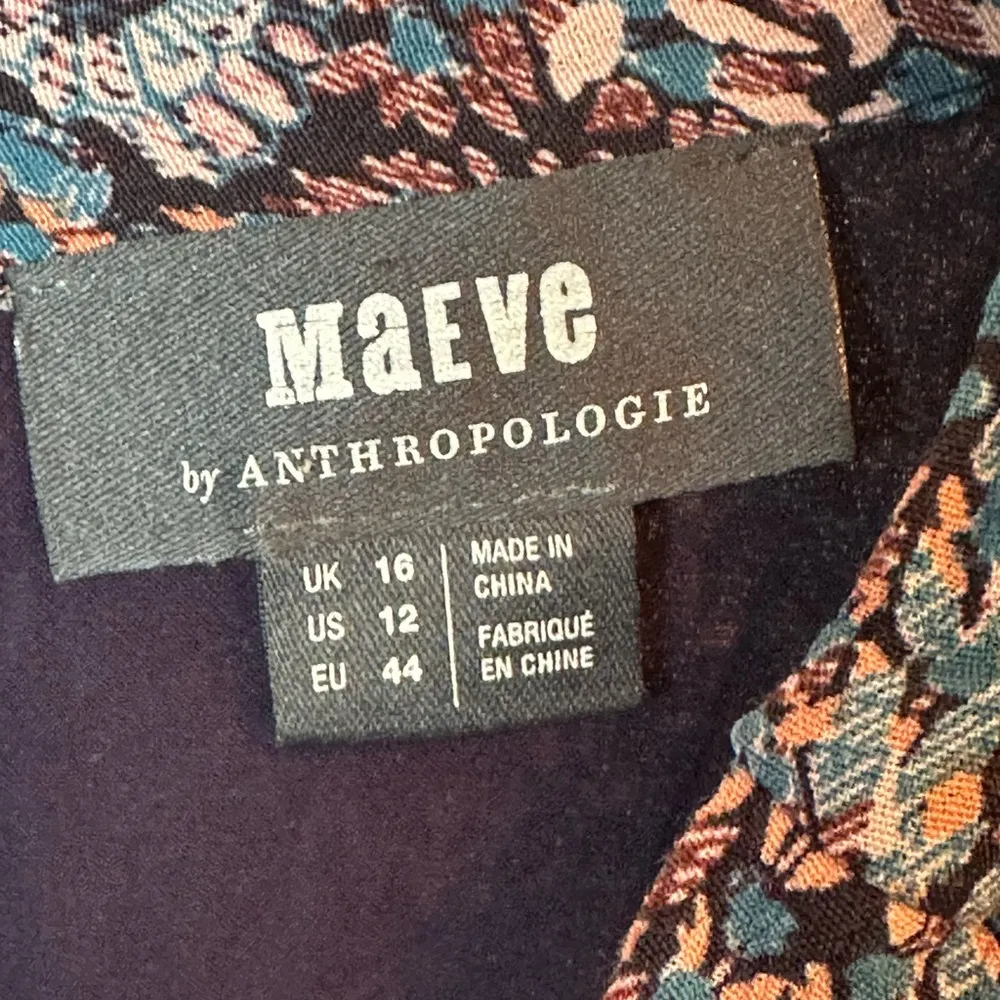 Maeve
by ANTHROPOLOGIE
UK 16
US 12
EU 44
MADE IN
CHINA
FABRIQUÉ
EN CHINE